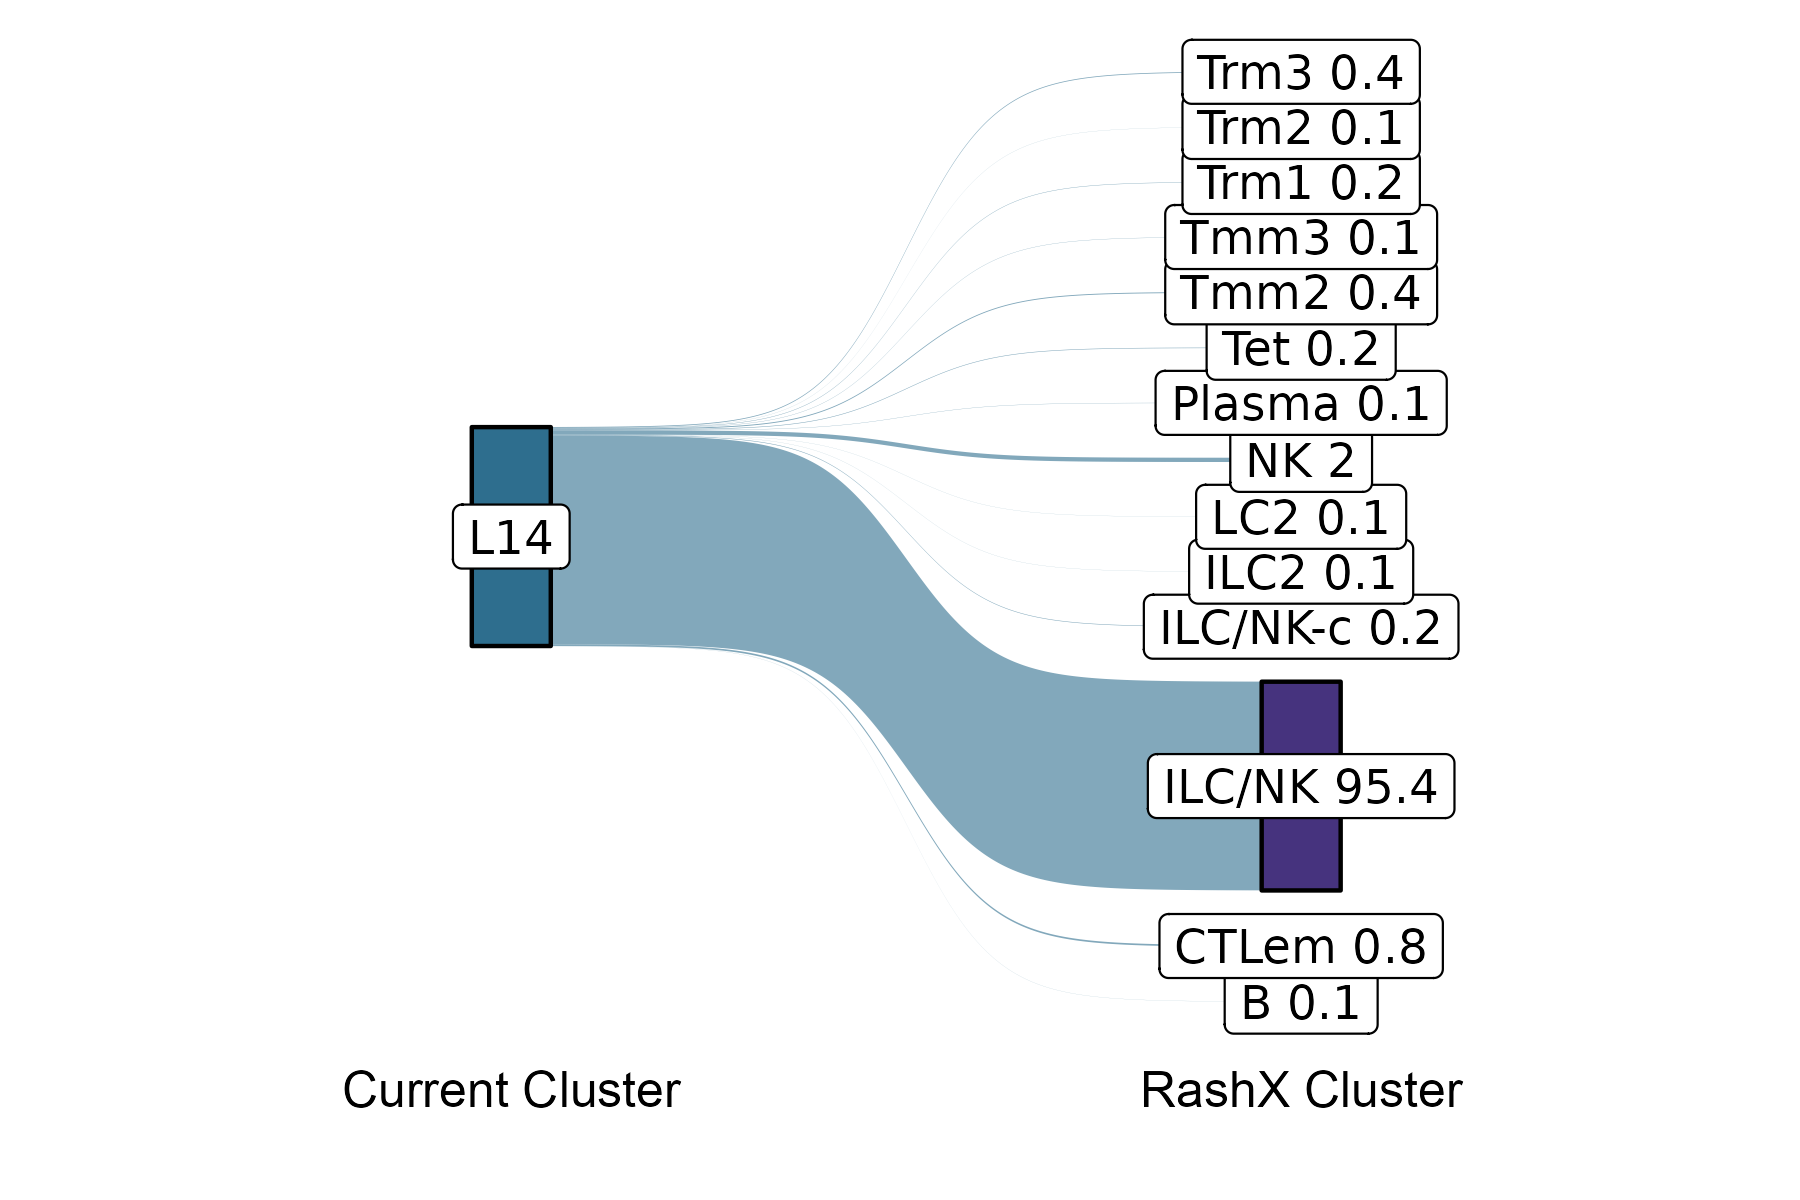 Trm3 0.4
Trm2 0.1
Trm1 0.2
Tmm3 0.1
Tmm2 0.4
Tet 0.2
Plasma 0.1
NK 2
LC2 0.1
L14
ILC2 0.1
ILC/NK-c 0.2
ILC/NK 95.4
CTLem 0.8
B 0.1
Current Cluster
RashX Cluster